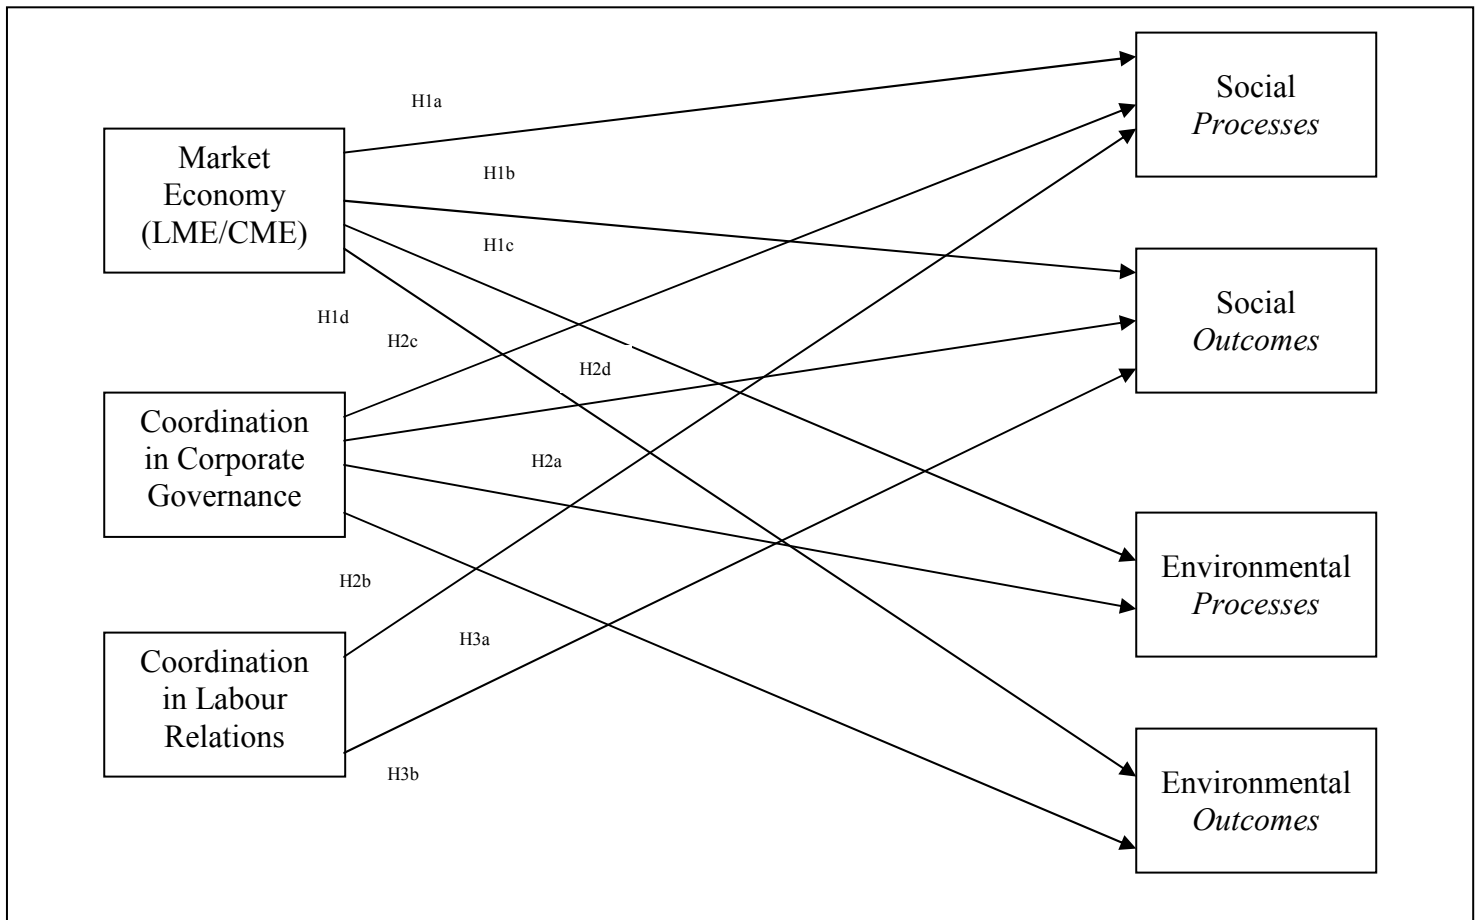 Social
Processes
H1a
Market
Economy
(LME/CME)
H1b
H1c
Social
Outcomes
H1d
H2c
H2d
Coordination
in Corporate
Governance
H2a
Environmental
Processes
H2b
H3a
Coordination
in Labour
Relations
H3b
Environmental
Outcomes